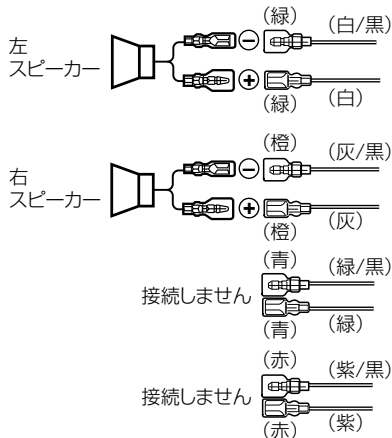 (緑) (白/黒)
左
スピーカー
(緑) (白)
(橙) (灰/黒)
右
スピーカー
(橙) (灰)
(青) (緑/黒)
接続しません
(青) (緑)
(赤) (紫/黒)
接続しません
(赤) (紫)